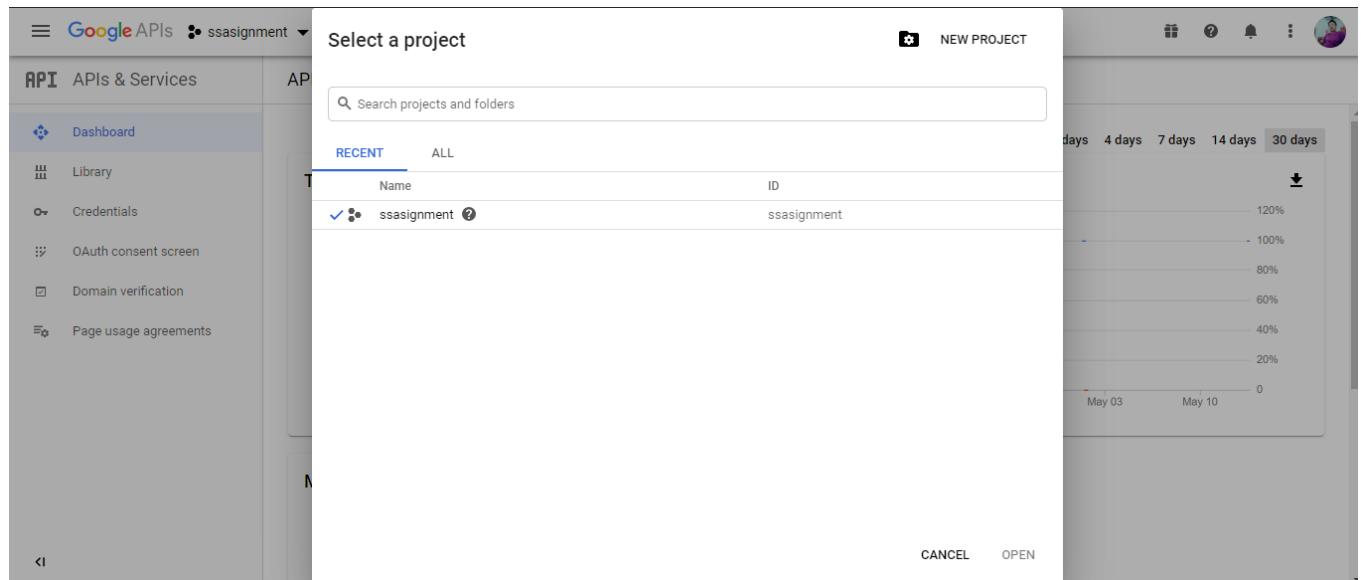 Google APIs ssasignment
API APIs & Services
AP
Dashboard
Library
Credentials
OAuth consent screen
Domain verification
Page usage agreements
Select a project
NEW PROJECT
Search projects and folders
RECENT ALL
Name ID
ssasignment ssasignment
CANCEL OPEN
days 4 days 7 days 14 days 30 days
T
120%
100%
80%
60%
40%
20%
0
May 03 May 10
M